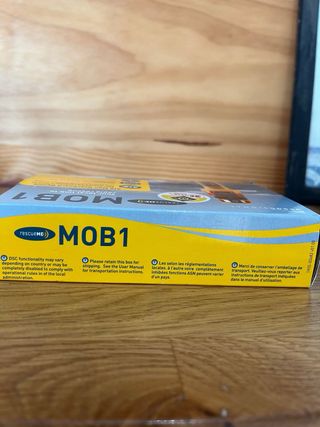 MOB1
rescueME
MOB1
DSC functionality may vary
depending on country or may be
completely disabled to comply with
operational rules in of the local
administration.
Please retain this box for
shipping. See the User Manual
for transportation instructions.
Les selon les réglementations
locales, à l'autre voire complètement
inhibées fonctions ASN peuvent varier
d'un pays.
Merci de conserver l'emballage de
transport. Veuillez-vous reporter aux
instructions de transport indiquées
dans le manuel d'utilisation.